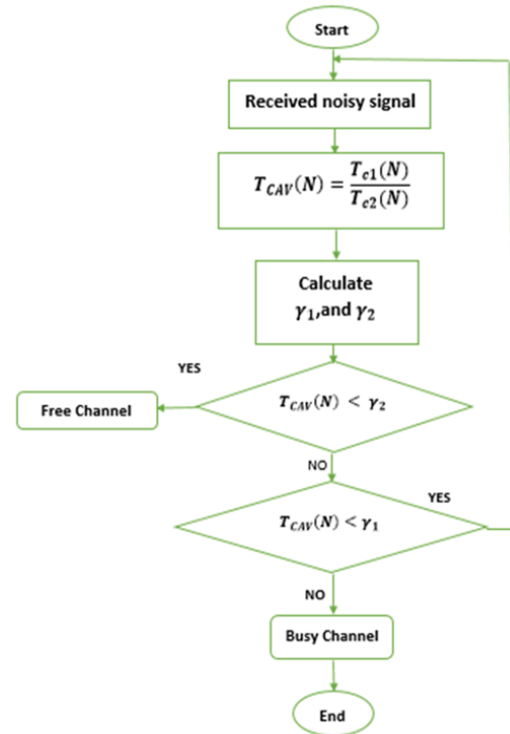 Start
Received noisy signal
T_CAV(N) = T_c1(N) / T_c2(N)
Calculate
γ₁,and γ₂
YES
T_CAV(N) < γ₂
Free Channel
NO
YES
T_CAV(N) < γ₁
NO
Busy Channel
End